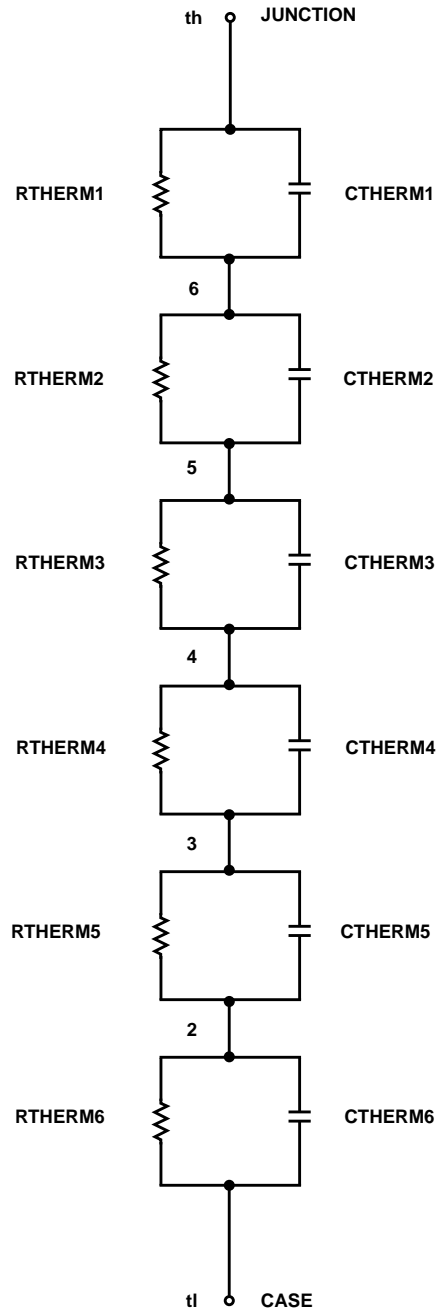 th JUNCTION
RTHERM1 CTHERM1
6
RTHERM2 CTHERM2
5
RTHERM3 CTHERM3
4
RTHERM4 CTHERM4
3
RTHERM5 CTHERM5
2
RTHERM6 CTHERM6
tl CASE